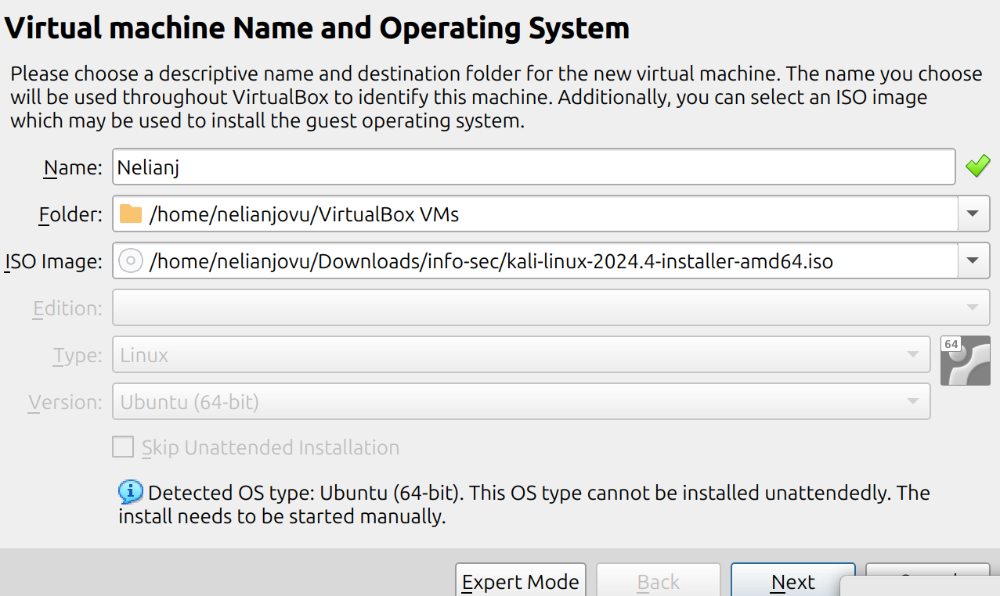 Virtual machine Name and Operating System
Please choose a descriptive name and destination folder for the new virtual machine. The name you choose
will be used throughout VirtualBox to identify this machine. Additionally, you can select an ISO image
which may be used to install the guest operating system.
Name: Nelianj
Folder: /home/nelianjovu/VirtualBox VMs
ISO Image: /home/nelianjovu/Downloads/info-sec/kali-linux-2024.4-installer-amd64.iso
Edition:
Type: Linux
64
Version: Ubuntu (64-bit)
Skip Unattended Installation
Detected OS type: Ubuntu (64-bit). This OS type cannot be installed unattendedly. The
install needs to be started manually.
Expert Mode Back Next